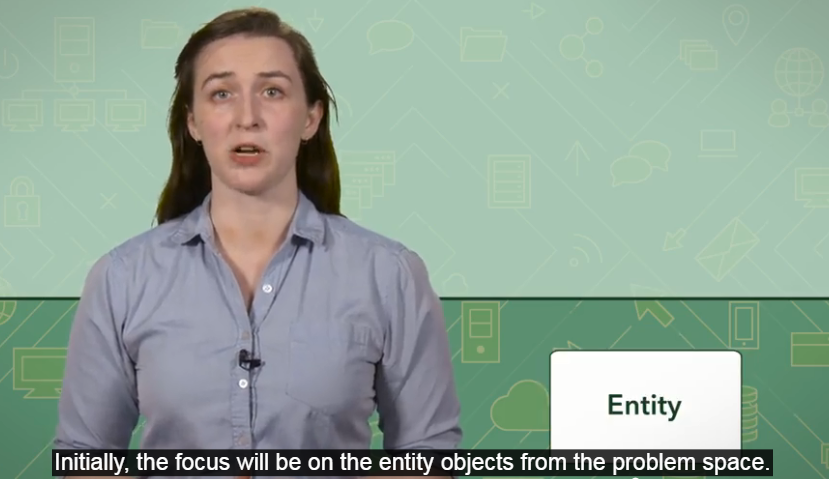 Entity
Initially, the focus will be on the entity objects from the problem space.